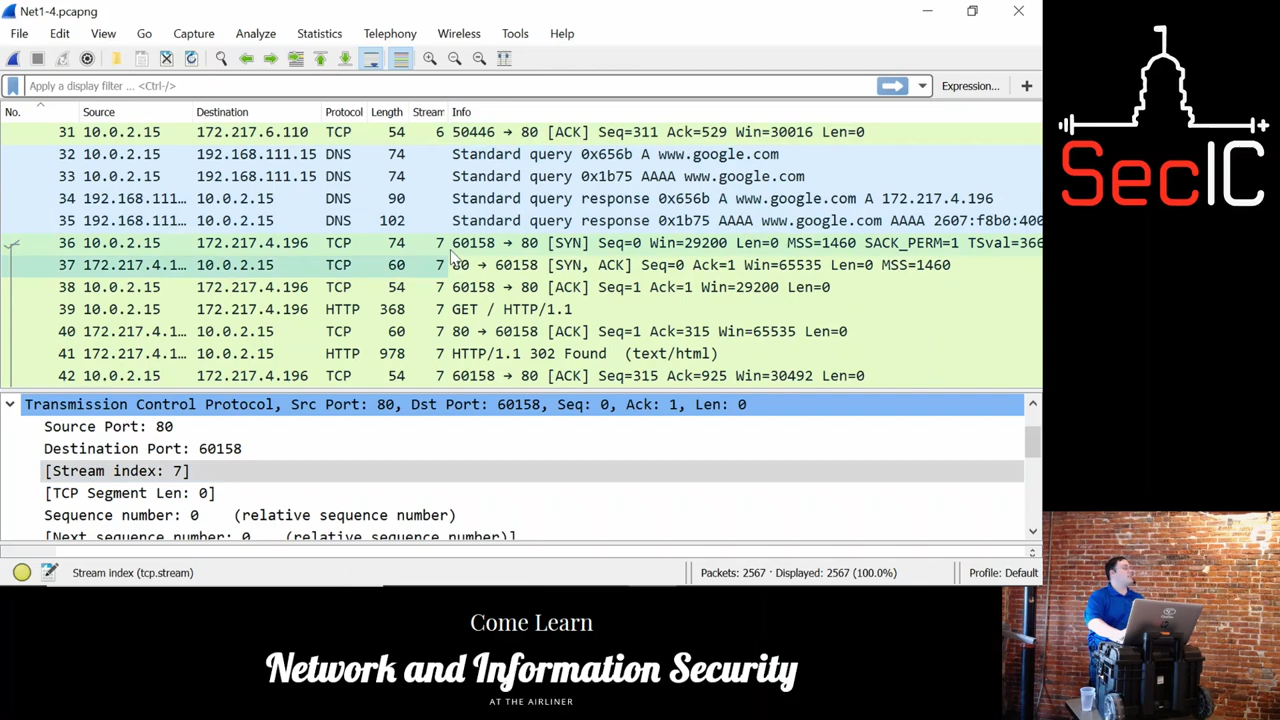 Net1-4.pcapng
File Edit View Go Capture Analyze Statistics Telephony Wireless Tools Help
Apply a display filter ... <Ctrl-/> Expression... +
No. Source Destination Protocol Length Stream Info
31 10.0.2.15 172.217.6.110 TCP 54 6 50446 → 80 [ACK] Seq=311 Ack=529 Win=30016 Len=0
32 10.0.2.15 192.168.111.15 DNS 74 Standard query 0x656b A www.google.com
33 10.0.2.15 192.168.111.15 DNS 74 Standard query 0x1b75 AAAA www.google.com
34 192.168.111... 10.0.2.15 DNS 90 Standard query response 0x656b A www.google.com A 172.217.4.196
35 192.168.111... 10.0.2.15 DNS 102 Standard query response 0x1b75 AAAA www.google.com AAAA 2607:f8b0:400
36 10.0.2.15 172.217.4.196 TCP 74 7 60158 → 80 [SYN] Seq=0 Win=29200 Len=0 MSS=1460 SACK_PERM=1 TSval=366
37 172.217.4.1... 10.0.2.15 TCP 60 7 80 → 60158 [SYN, ACK] Seq=0 Ack=1 Win=65535 Len=0 MSS=1460
38 10.0.2.15 172.217.4.196 TCP 54 7 60158 → 80 [ACK] Seq=1 Ack=1 Win=29200 Len=0
39 10.0.2.15 172.217.4.196 HTTP 368 7 GET / HTTP/1.1
40 172.217.4.1... 10.0.2.15 TCP 60 7 80 → 60158 [ACK] Seq=1 Ack=315 Win=65535 Len=0
41 172.217.4.1... 10.0.2.15 HTTP 978 7 HTTP/1.1 302 Found (text/html)
42 10.0.2.15 172.217.4.196 TCP 54 7 60158 → 80 [ACK] Seq=315 Ack=925 Win=30492 Len=0
Transmission Control Protocol, Src Port: 80, Dst Port: 60158, Seq: 0, Ack: 1, Len: 0
Source Port: 80
Destination Port: 60158
[Stream index: 7]
[TCP Segment Len: 0]
Sequence number: 0 (relative sequence number)
[Next sequence number: 0 (relative sequence number)]
Stream index (tcp.stream) Packets: 2567 · Displayed: 2567 (100.0%) Profile: Default
SecIC
Come Learn
Network and Information Security
AT THE AIRLINER